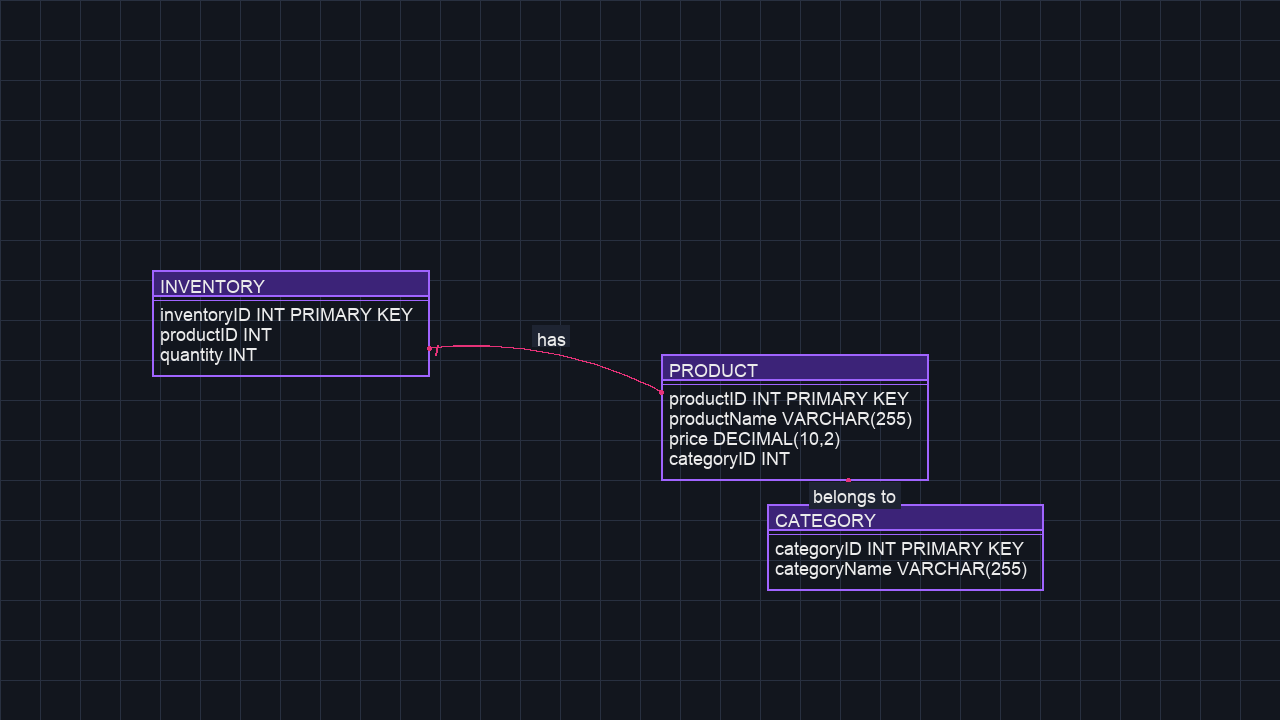 INVENTORY
inventoryID INT PRIMARY KEY
productID INT
quantity INT
has
PRODUCT
productID INT PRIMARY KEY
productName VARCHAR(255)
price DECIMAL(10,2)
categoryID INT
belongs to
CATEGORY
categoryID INT PRIMARY KEY
categoryName VARCHAR(255)